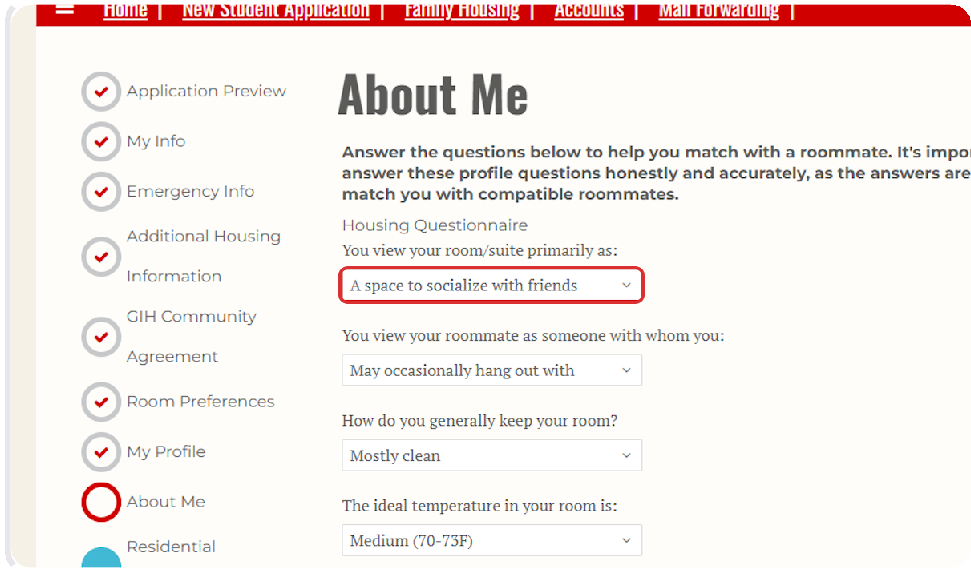 Home | New Student Application | Family Housing | Accounts | Mail Forwarding |
Application Preview
My Info
Emergency Info
Additional Housing
Information
GIH Community
Agreement
Room Preferences
My Profile
About Me
Residential
About Me
Answer the questions below to help you match with a roommate. It's impor
answer these profile questions honestly and accurately, as the answers are
match you with compatible roommates.
Housing Questionnaire
You view your room/suite primarily as:
A space to socialize with friends
You view your roommate as someone with whom you:
May occasionally hang out with
How do you generally keep your room?
Mostly clean
The ideal temperature in your room is:
Medium (70-73F)